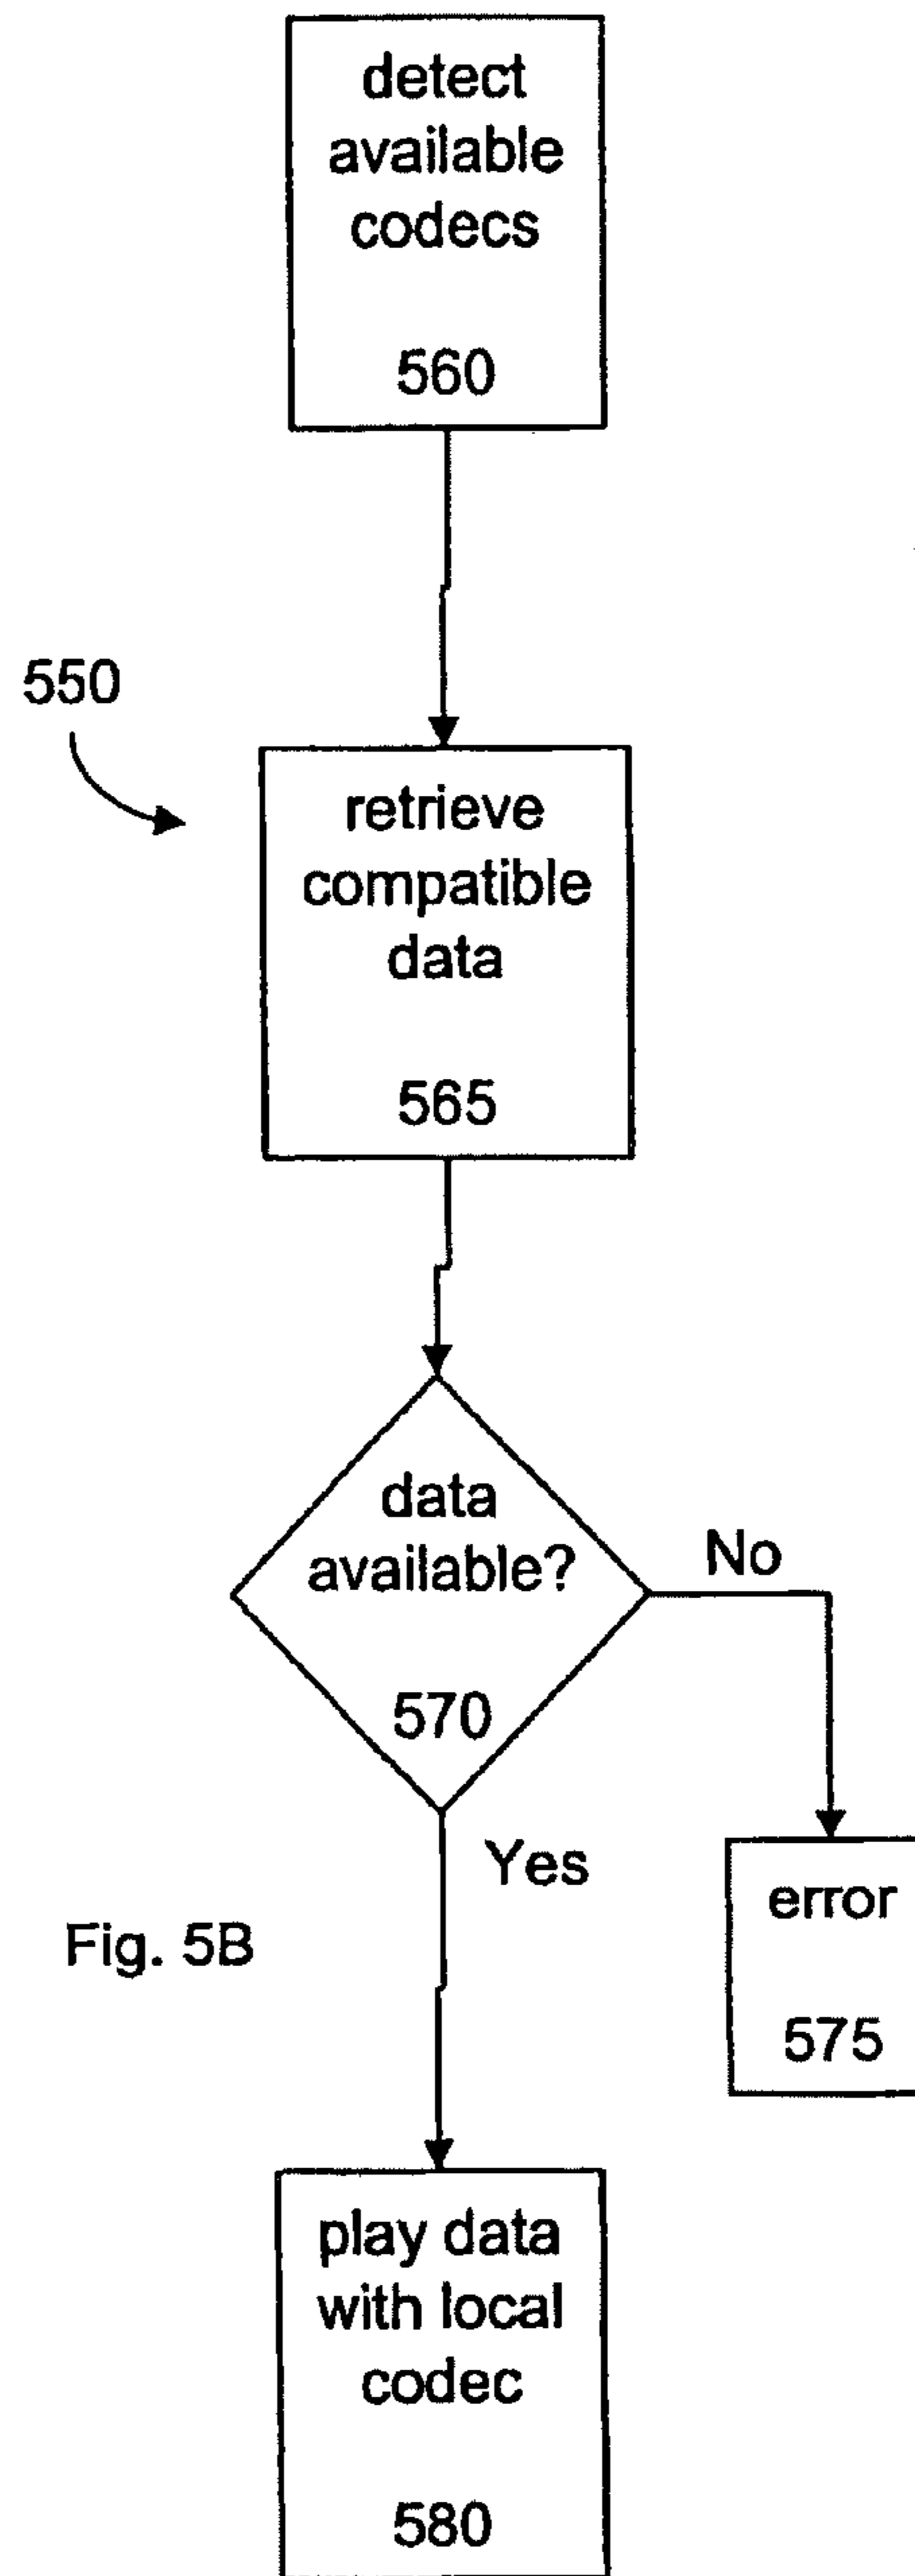 detect
available
codecs
560
550
retrieve
compatible
data
565
data
available?
570
No
Yes
error
575
Fig. 5B
play data
with local
codec
580